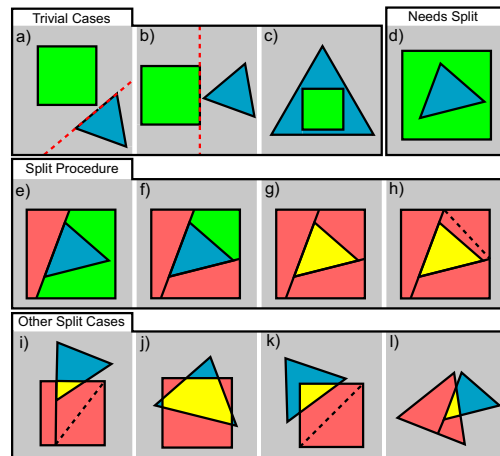 Trivial Cases
Needs Split
a)
b)
c)
d)
Split Procedure
e)
f)
g)
h)
Other Split Cases
i)
j)
k)
l)